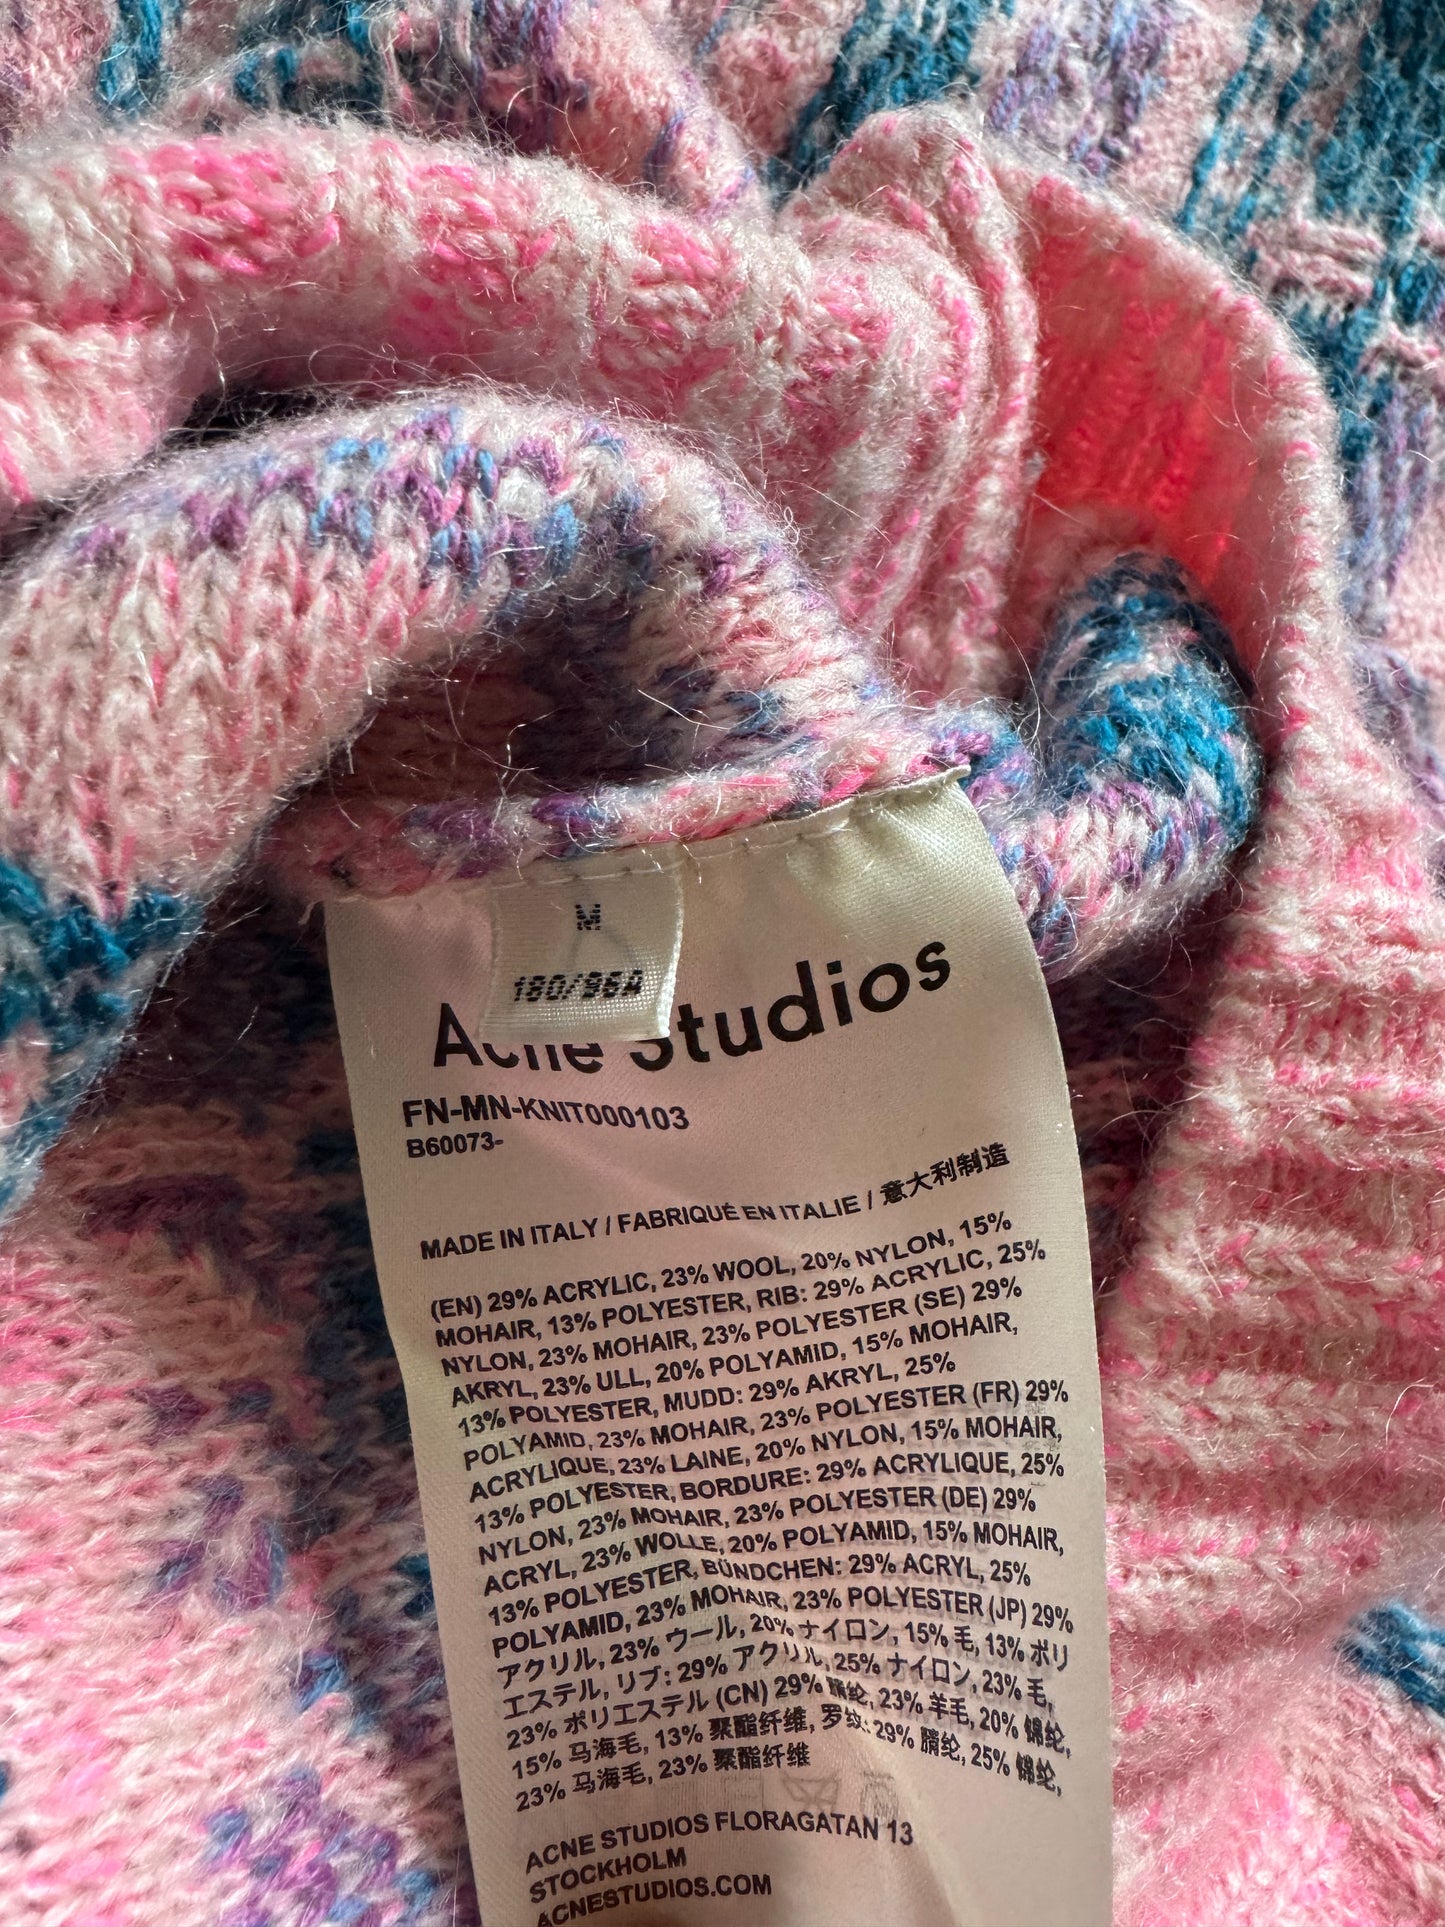 M
180/96A
Acne Studios
FN-MN-KNIT000103
B60073-
MADE IN ITALY / FABRIQUÉ EN ITALIE / 意大利制造
(EN) 29% ACRYLIC, 23% WOOL, 20% NYLON, 15%
MOHAIR, 13% POLYESTER, RIB: 29% ACRYLIC, 25%
NYLON, 23% MOHAIR, 23% POLYESTER (SE) 29%
AKRYL, 23% ULL, 20% POLYAMID, 15% MOHAIR,
13% POLYESTER, MUDD: 29% AKRYL, 25%
POLYAMID, 23% MOHAIR, 23% POLYESTER (FR) 29%
ACRYLIQUE, 23% LAINE, 20% NYLON, 15% MOHAIR,
13% POLYESTER, BORDURE: 29% ACRYLIQUE, 25%
NYLON, 23% MOHAIR, 23% POLYESTER (DE) 29%
ACRYL, 23% WOLLE, 20% POLYAMID, 15% MOHAIR,
13% POLYESTER, BÜNDCHEN: 29% ACRYL, 25%
POLYAMID, 23% MOHAIR, 23% POLYESTER (JP) 29%
アクリル, 23% ウール, 20% ナイロン, 15% 毛, 13% ポリ
エステル, リブ: 29% アクリル, 25% ナイロン, 23% 毛,
23% ポリエステル (CN) 29% 腈纶, 23% 羊毛, 20% 锦纶,
15% 马海毛, 13% 聚酯纤维, 罗纹: 29% 腈纶, 25% 锦纶,
23% 马海毛, 23% 聚酯纤维
ACNE STUDIOS FLORAGATAN 13
STOCKHOLM
ACNESTUDIOS.COM